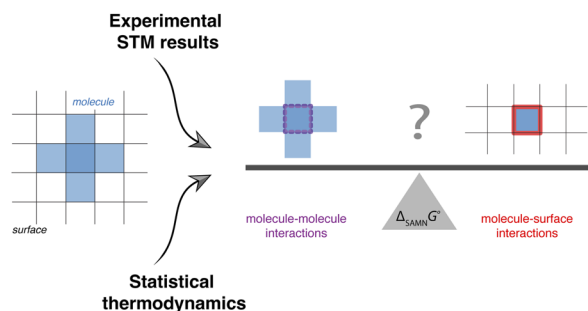 Experimental
STM results
molecule
surface
?
Δ_SAMN G°
molecule-molecule
interactions
molecule-surface
interactions
Statistical
thermodynamics